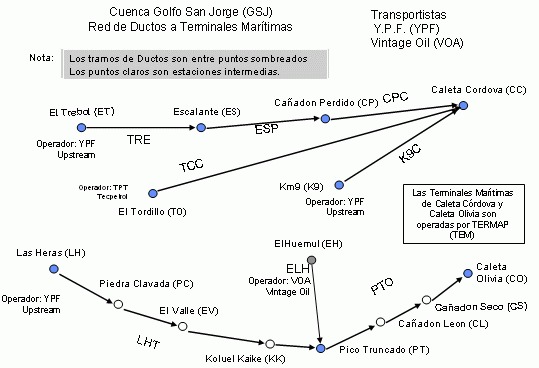 Cuenca Golfo San Jorge (GSJ)
Red de Ductos a Terminales Marítimas
Transportistas
Y.P.F. (YPF)
Vintage Oil (VOA)
Nota:
Los tramos de Ductos son entre puntos sombreados
Los puntos claros son estaciones intermedias.
Caleta Cordova (CC)
CPC
Cañadon Perdido (CP)
El Trebol (ET)
Escalante (ES)
ESP
TRE
Operador: YPF
Upstream
TCC
K9C
Operador: TPT
Tecpetrol
El Tordillo (TO)
Km9 (K9)
Operador: YPF
Upstream
Las Terminales Marítimas
de Caleta Córdova y
Caleta Olivia son
operadas por TERMAP
(TEM)
ElHuemul (EH)
ELH
Operador: VOA
Vintage Oil
Las Heras (LH)
Operador: YPF
Upstream
Piedra Clavada (PC)
El Valle (EV)
LHT
Koluel Kaike (KK)
Pico Truncado (PT)
PTO
Cañadon Leon (CL)
Cañadon Seco (CS)
Caleta
Olivia (CO)